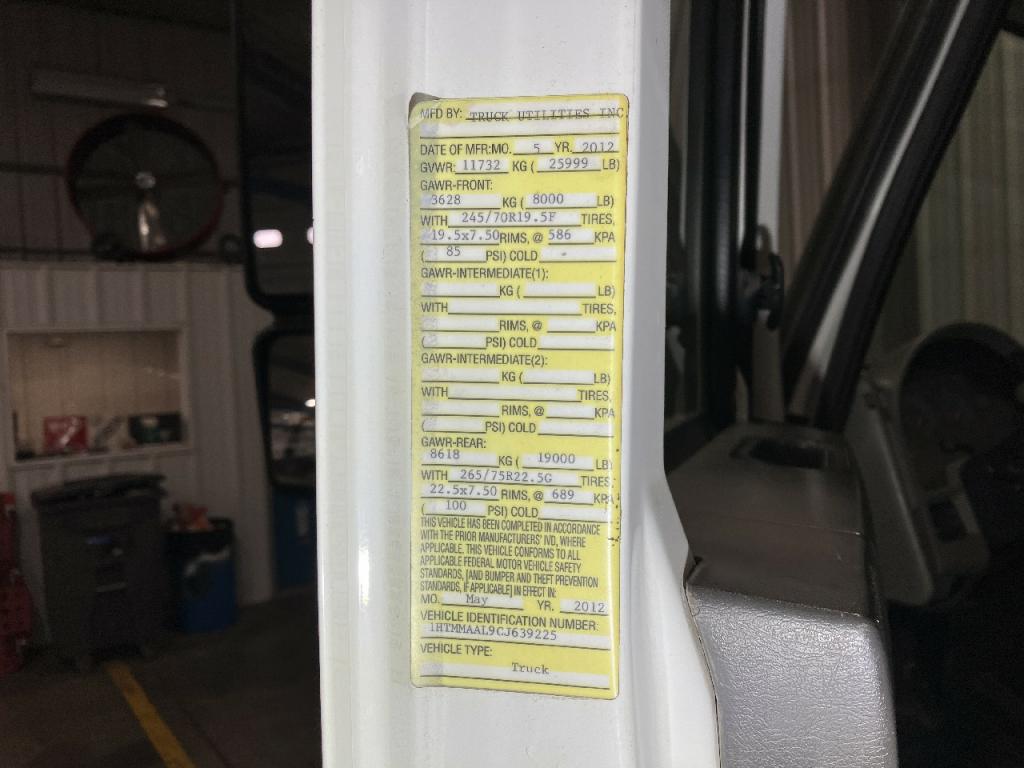 MFD BY: TRUCK UTILITIES INC.
DATE OF MFR:MO. 5 YR. 2012
GVWR: 11732 KG ( 25999 LB)
GAWR-FRONT:
3628 KG ( 8000 LB)
WITH 245/70R19.5F TIRES,
19.5x7.50 RIMS, @ 586 KPA
( 85 PSI) COLD -
GAWR-INTERMEDIATE(1):
KG ( LB)
WITH TIRES,
RIMS, @ KPA
( PSI) COLD
GAWR-INTERMEDIATE(2):
KG ( LB)
WITH TIRES,
RIMS, @ KPA
( PSI) COLD
GAWR-REAR:
8618 KG ( 19000 LB)
WITH 265/75R22.5G TIRES,
22.5x7.50 RIMS, @ 689 KPA
( 100 PSI) COLD
THIS VEHICLE HAS BEEN COMPLETED IN ACCORDANCE
WITH THE PRIOR MANUFACTURERS' IVD, WHERE
APPLICABLE. THIS VEHICLE CONFORMS TO ALL
APPLICABLE FEDERAL MOTOR VEHICLE SAFETY
STANDARDS, [AND BUMPER AND THEFT PREVENTION
STANDARDS, IF APPLICABLE] IN EFFECT IN:
MO. May YR. 2012
VEHICLE IDENTIFICATION NUMBER:
1HTMMAAL9CJ639225
VEHICLE TYPE:
Truck